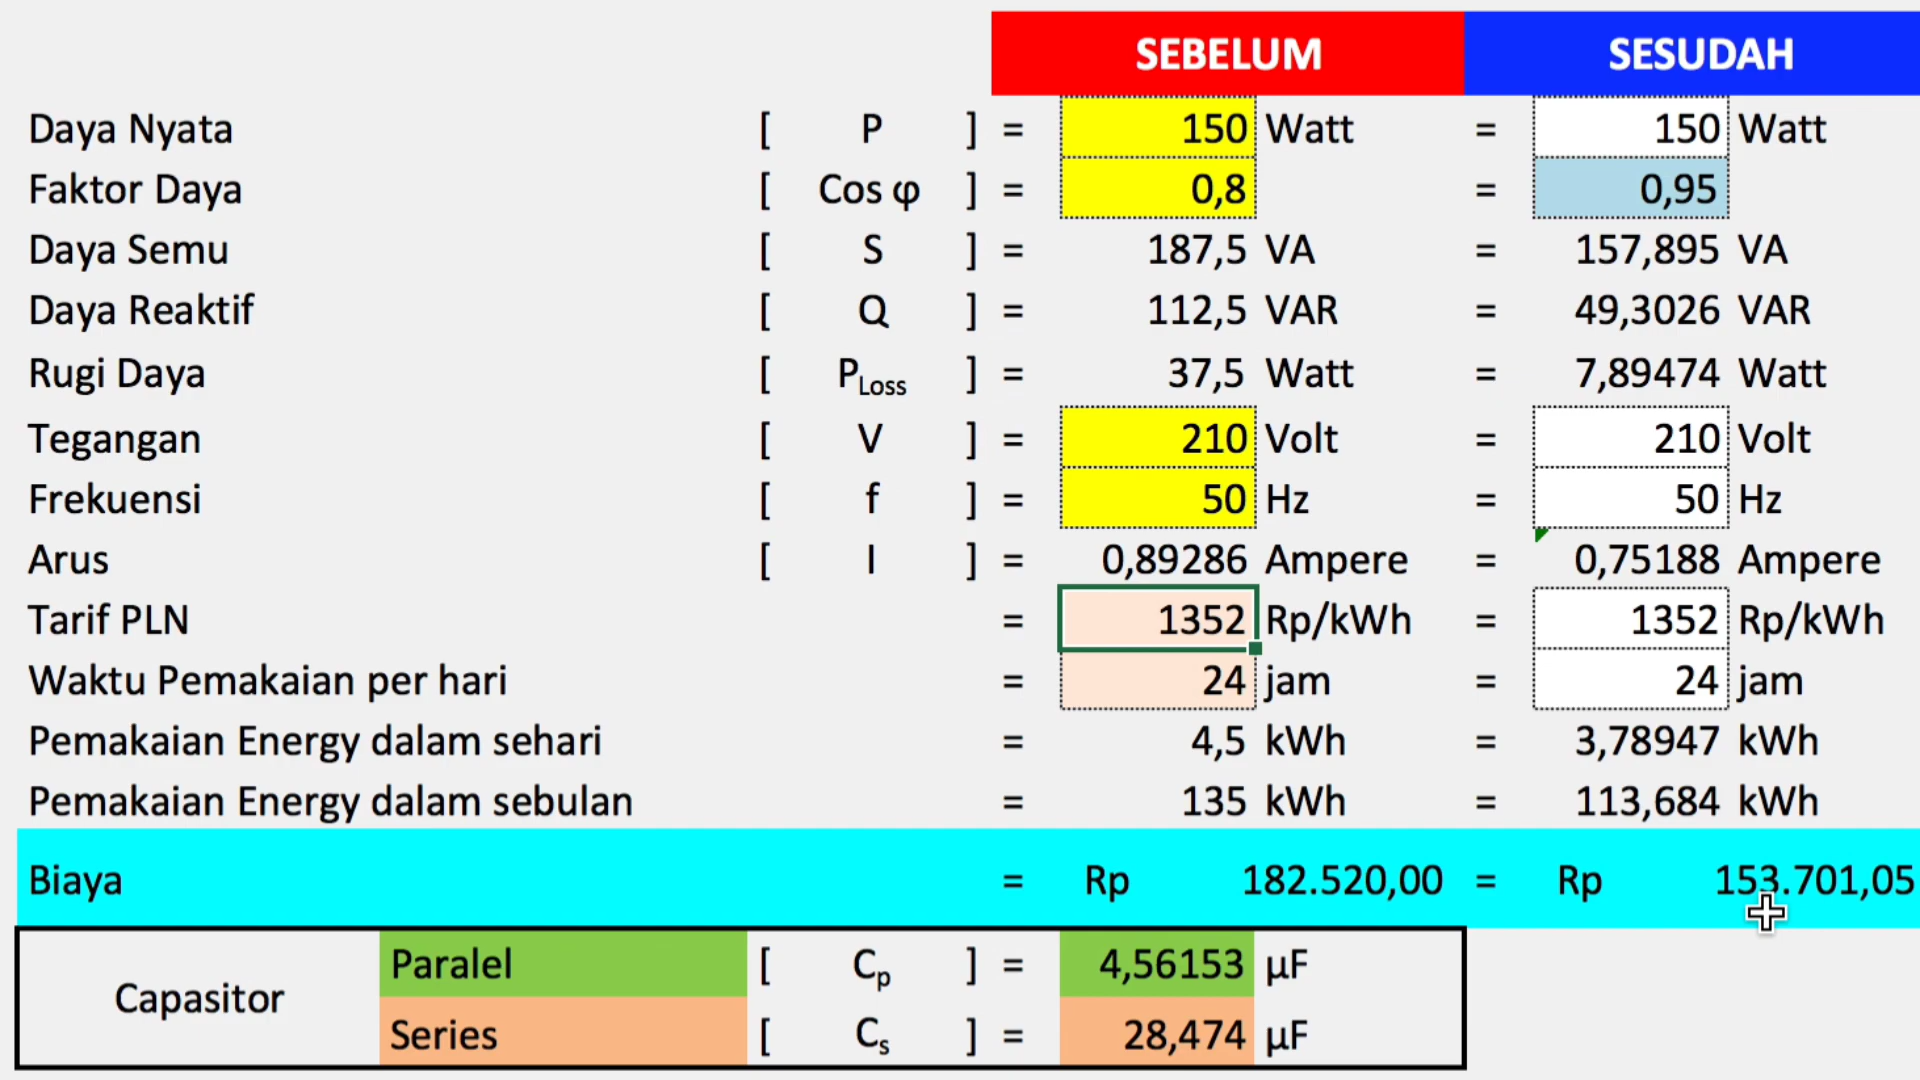 SEBELUM SESUDAH
Daya Nyata [ P ] = 150 Watt = 150 Watt
Faktor Daya [ Cos φ ] = 0,8 = 0,95
Daya Semu [ S ] = 187,5 VA = 157,895 VA
Daya Reaktif [ Q ] = 112,5 VAR = 49,3026 VAR
Rugi Daya [ PLoss ] = 37,5 Watt = 7,89474 Watt
Tegangan [ V ] = 210 Volt = 210 Volt
Frekuensi [ f ] = 50 Hz = 50 Hz
Arus [ I ] = 0,89286 Ampere = 0,75188 Ampere
Tarif PLN = 1352 Rp/kWh = 1352 Rp/kWh
Waktu Pemakaian per hari = 24 jam = 24 jam
Pemakaian Energy dalam sehari = 4,5 kWh = 3,78947 kWh
Pemakaian Energy dalam sebulan = 135 kWh = 113,684 kWh
Biaya = Rp 182.520,00 = Rp 153.701,05
Capasitor
Paralel [ Cp ] = 4,56153 µF
Series [ Cs ] = 28,474 µF